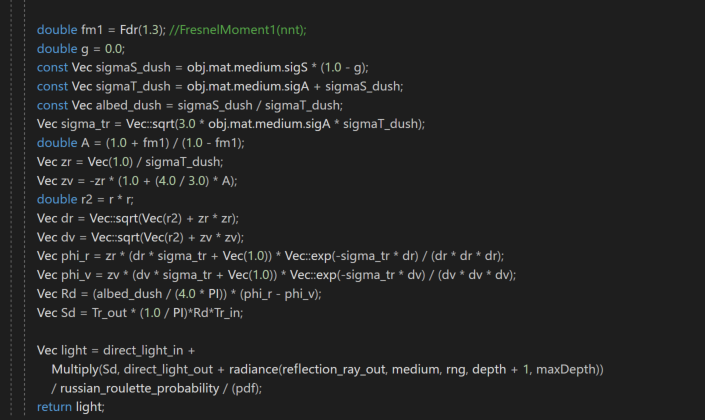 double fm1 = Fdr(1.3); //FresnelMoment1(nnt);
double g = 0.0;
const Vec sigmaS_dush = obj.mat.medium.sigS * (1.0 - g);
const Vec sigmaT_dush = obj.mat.medium.sigA + sigmaS_dush;
const Vec albed_dush = sigmaS_dush / sigmaT_dush;
Vec sigma_tr = Vec::sqrt(3.0 * obj.mat.medium.sigA * sigmaT_dush);
double A = (1.0 + fm1) / (1.0 - fm1);
Vec zr = Vec(1.0) / sigmaT_dush;
Vec zv = -zr * (1.0 + (4.0 / 3.0) * A);
double r2 = r * r;
Vec dr = Vec::sqrt(Vec(r2) + zr * zr);
Vec dv = Vec::sqrt(Vec(r2) + zv * zv);
Vec phi_r = zr * (dr * sigma_tr + Vec(1.0)) * Vec::exp(-sigma_tr * dr) / (dr * dr * dr);
Vec phi_v = zv * (dv * sigma_tr + Vec(1.0)) * Vec::exp(-sigma_tr * dv) / (dv * dv * dv);
Vec Rd = (albed_dush / (4.0 * PI)) * (phi_r - phi_v);
Vec Sd = Tr_out * (1.0 / PI)*Rd*Tr_in;
Vec light = direct_light_in +
Multiply(Sd, direct_light_out + radiance(reflection_ray_out, medium, rng, depth + 1, maxDepth))
/ russian_roulette_probability / (pdf);
return light;